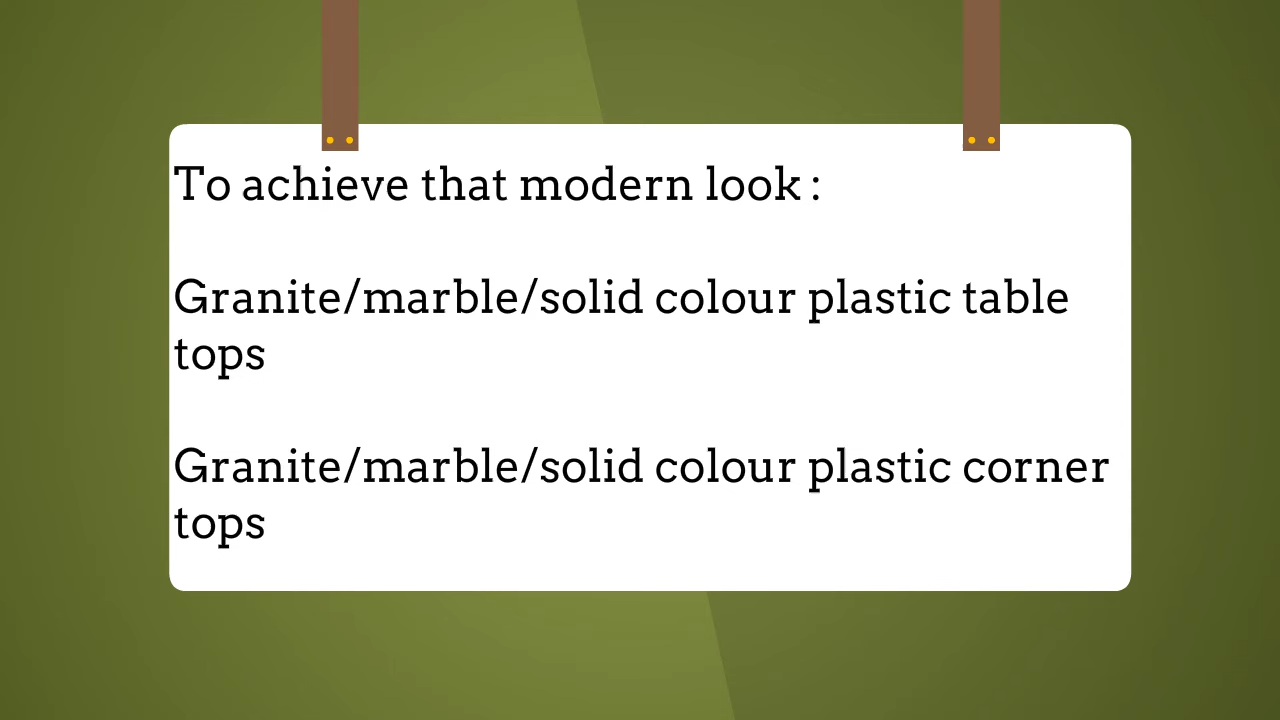 To achieve that modern look :
Granite/marble/solid colour plastic table
tops
Granite/marble/solid colour plastic corner
tops